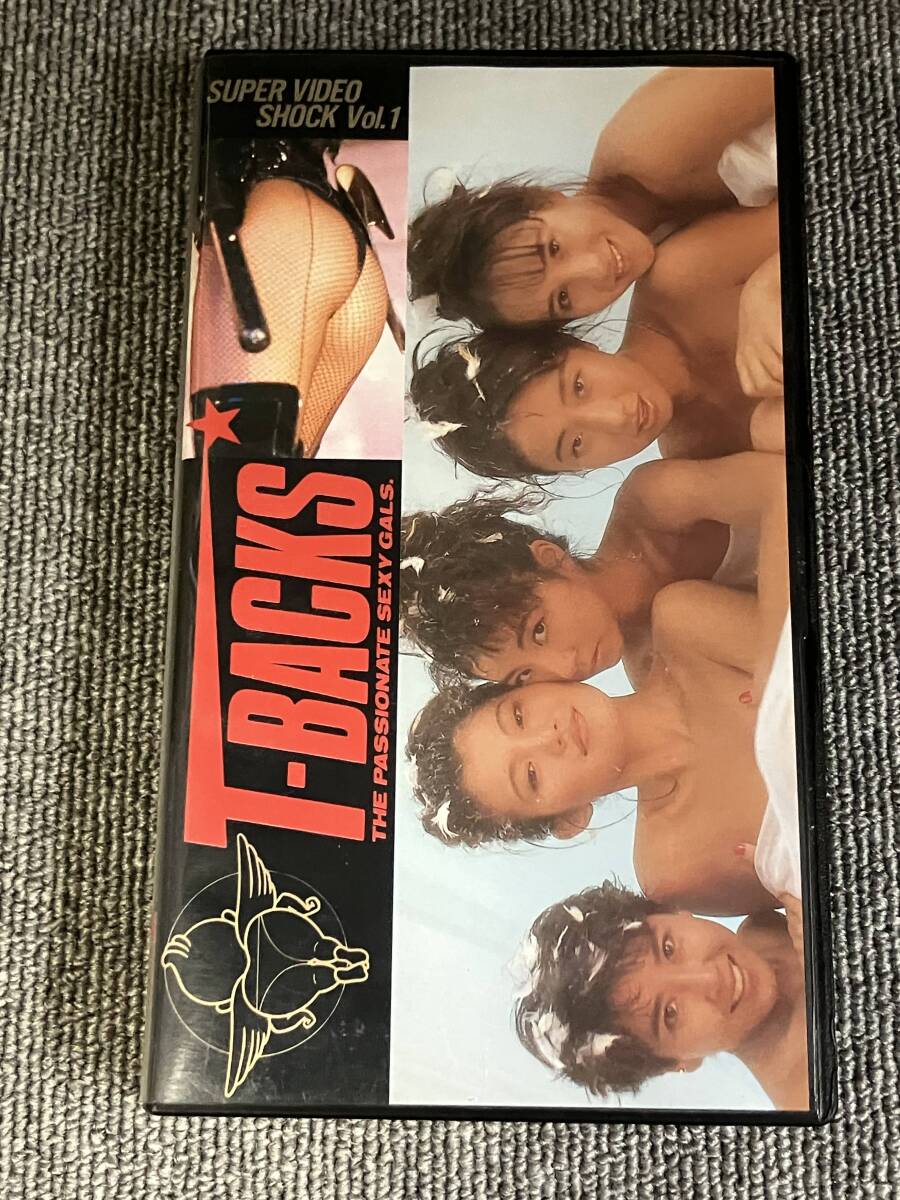 SUPER VIDEO
SHOCK Vol.1
T-BACKS
THE PASSIONATE SEXY GALS.